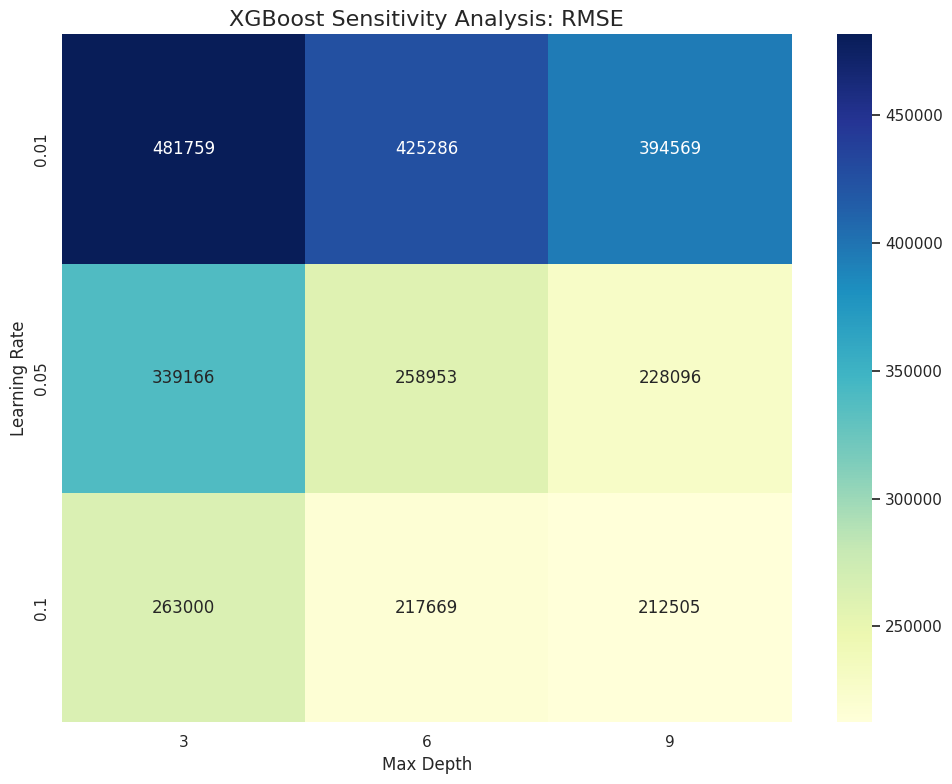 XGBoost Sensitivity Analysis: RMSE
Learning Rate
0.01
481759 425286 394569
0.05
339166 258953 228096
0.1
263000 217669 212505
3 6 9
Max Depth
450000
400000
350000
300000
250000